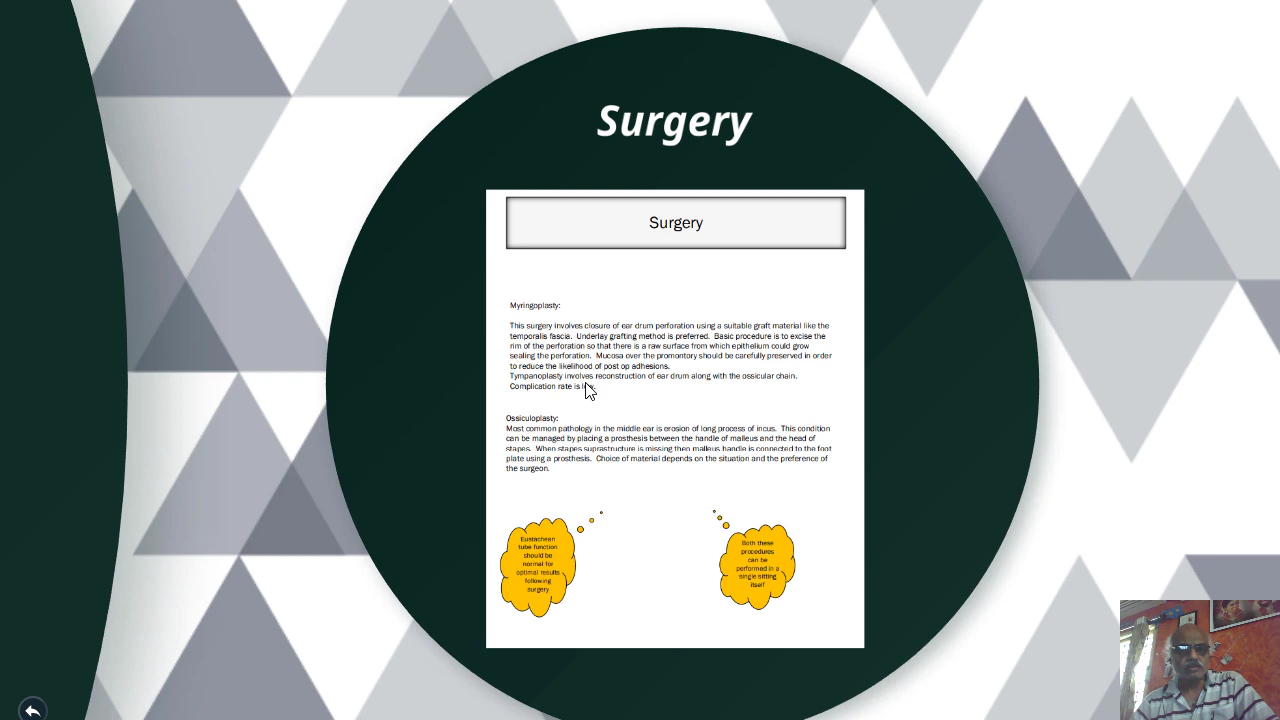 Surgery
Surgery
Myringoplasty:
This surgery involves closure of ear drum perforation using a suitable graft material like the
temporalis fascia. Underlay grafting method is preferred. Basic procedure is to excise the
rim of the perforation so that there is a raw surface from which epithelium could grow
sealing the perforation. Mucosa over the promontory should be carefully preserved in order
to reduce the likelihood of post op adhesions.
Tympanoplasty involves reconstruction of ear drum along with the ossicular chain.
Complication rate is
Ossiculoplasty:
Most common pathology in the middle ear is erosion of long process of incus. This condition
can be managed by placing a prosthesis between the handle of malleus and the head of
stapes. When stapes suprastructure is missing then malleus handle is connected to the foot
plate using a prosthesis. Choice of material depends on the situation and the preference of
the surgeon.
Eustachean
tube function
should be
normal for
optimal results
following
surgery
Both these
procedures
can be
performed in a
single sitting
itself